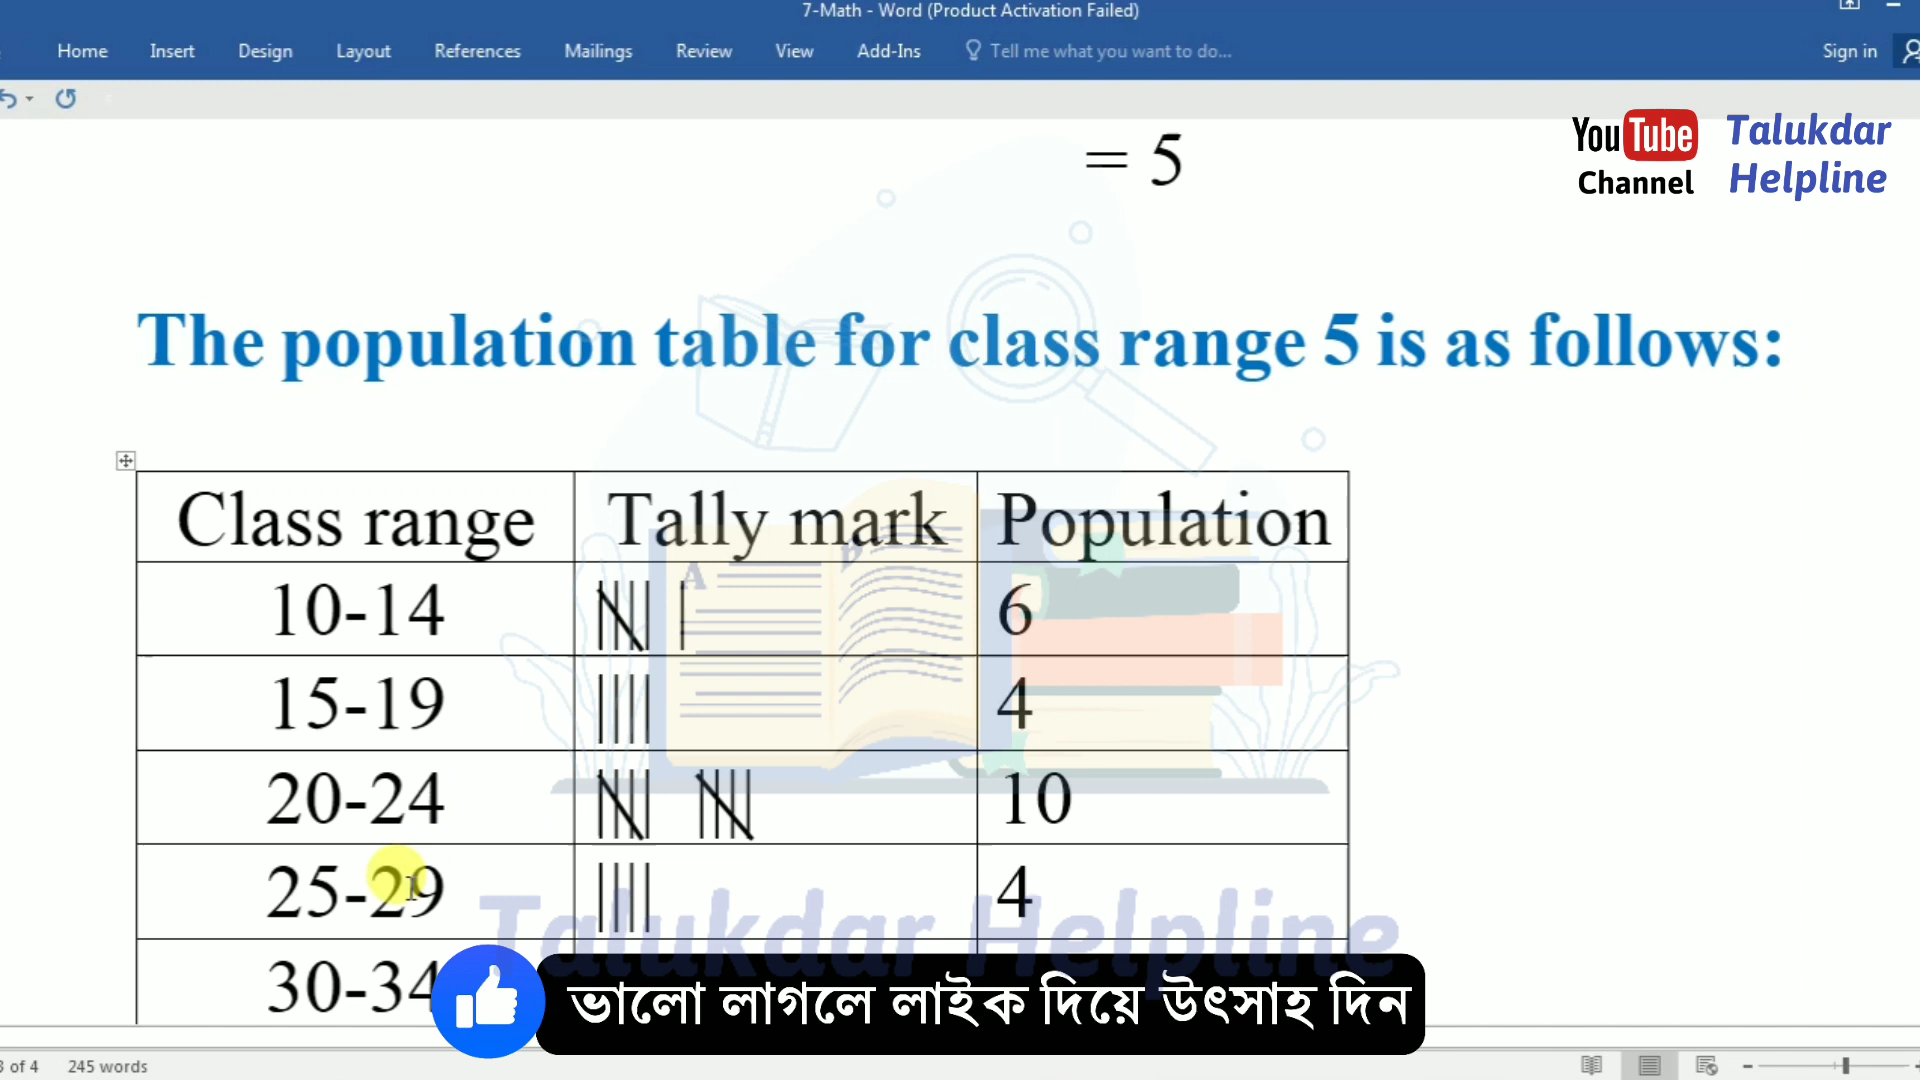 7-Math - Word (Product Activation Failed)
Home Insert Design Layout References Mailings Review View Add-Ins Tell me what you want to do... Sign in
YouTube Channel
Talukdar Helpline
= 5
The population table for class range 5 is as follows:
Class range Tally mark Population
10-14 6
15-19 4
20-24 10
25-29 4
30-34
Talukdar Helpline
ভালো লাগলে লাইক দিয়ে উৎসাহ দিন
3 of 4 245 words